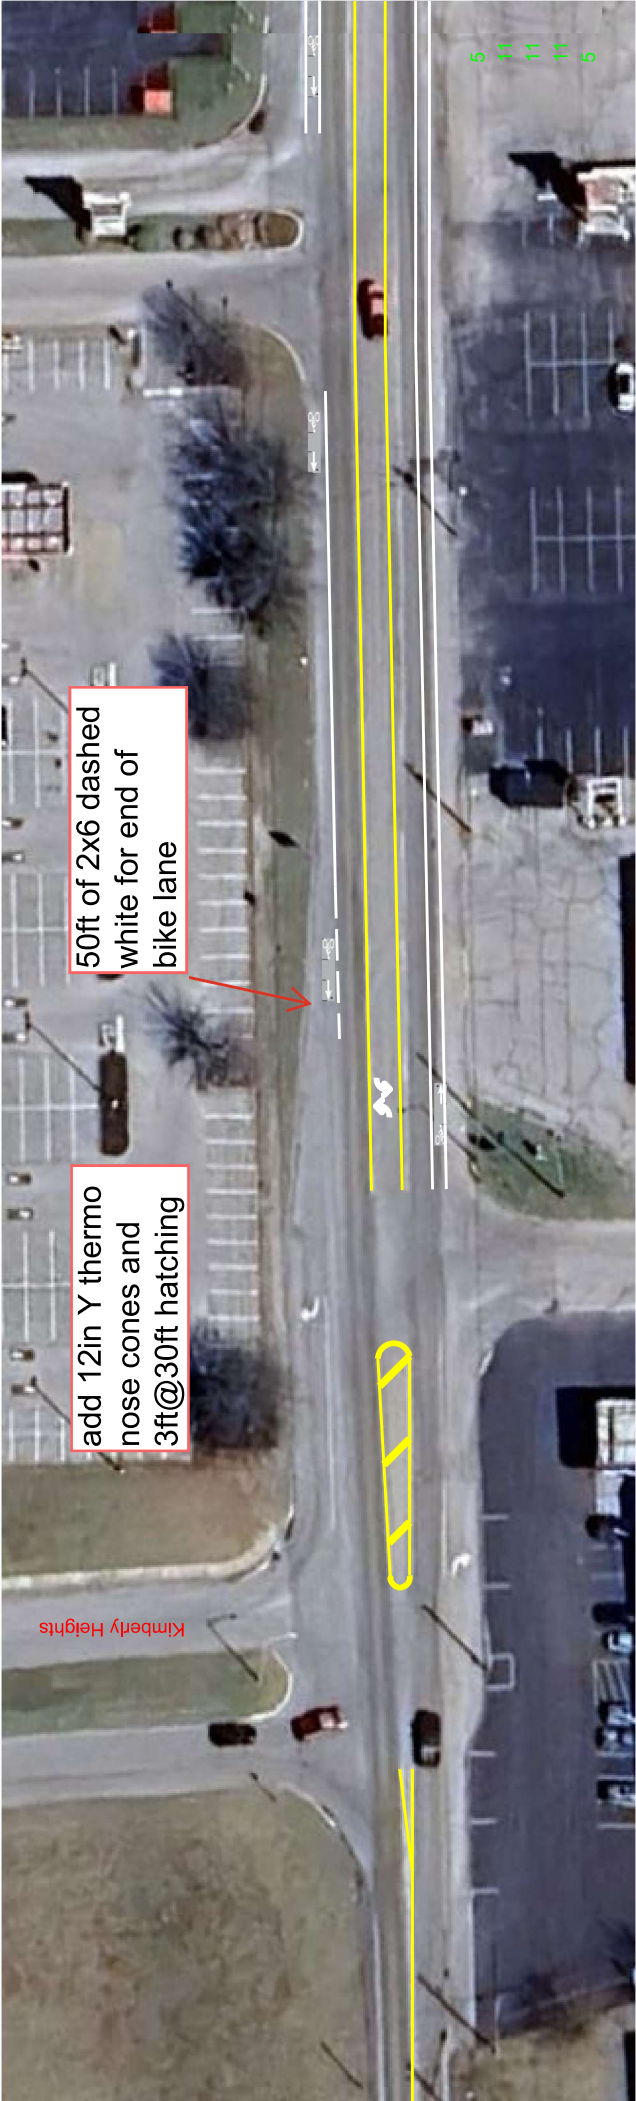 5 11 11 11 5
50ft of 2x6 dashed
white for end of
bike lane
add 12in Y thermo
nose cones and
3ft@30ft hatching
Kimberly Heights